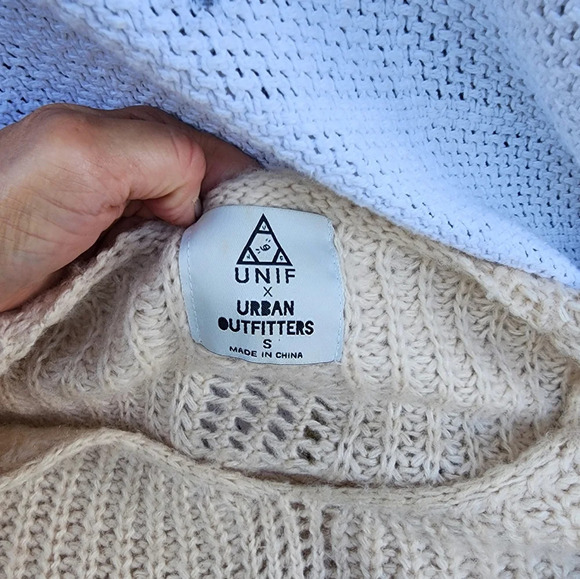 UNIF
X
URBAN
OUTFITTERS
S
MADE IN CHINA